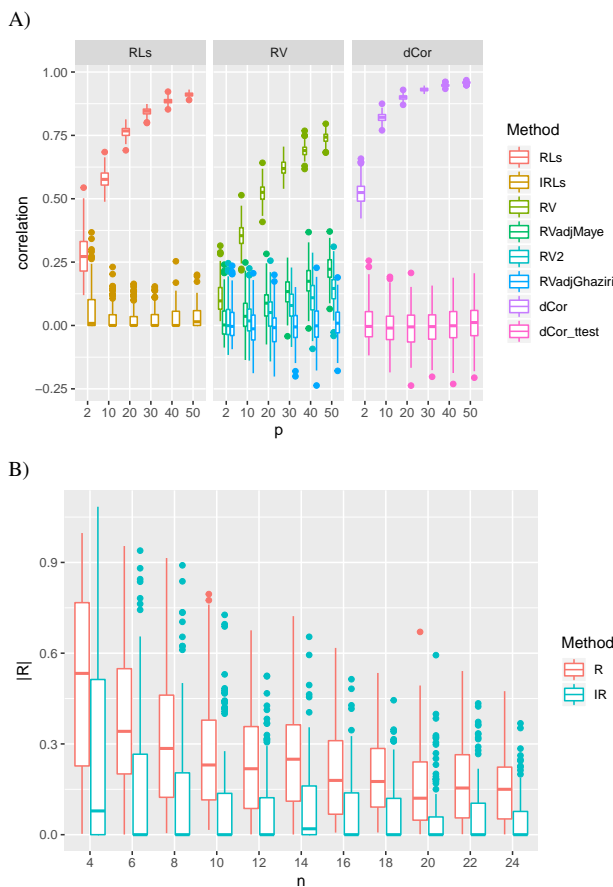 A)
RLs RV dCor
1.00
0.75
0.50
0.25
0.00
−0.25
correlation
2 10 20 30 40 50 2 10 20 30 40 50 2 10 20 30 40 50
p
Method
RLs
IRLs
RV
RVadjMaye
RV2
RVadjGhaziri
dCor
dCor_ttest
B)
0.9
0.6
0.3
0.0
|R|
4 6 8 10 12 14 16 18 20 22 24
n
Method
R
IR